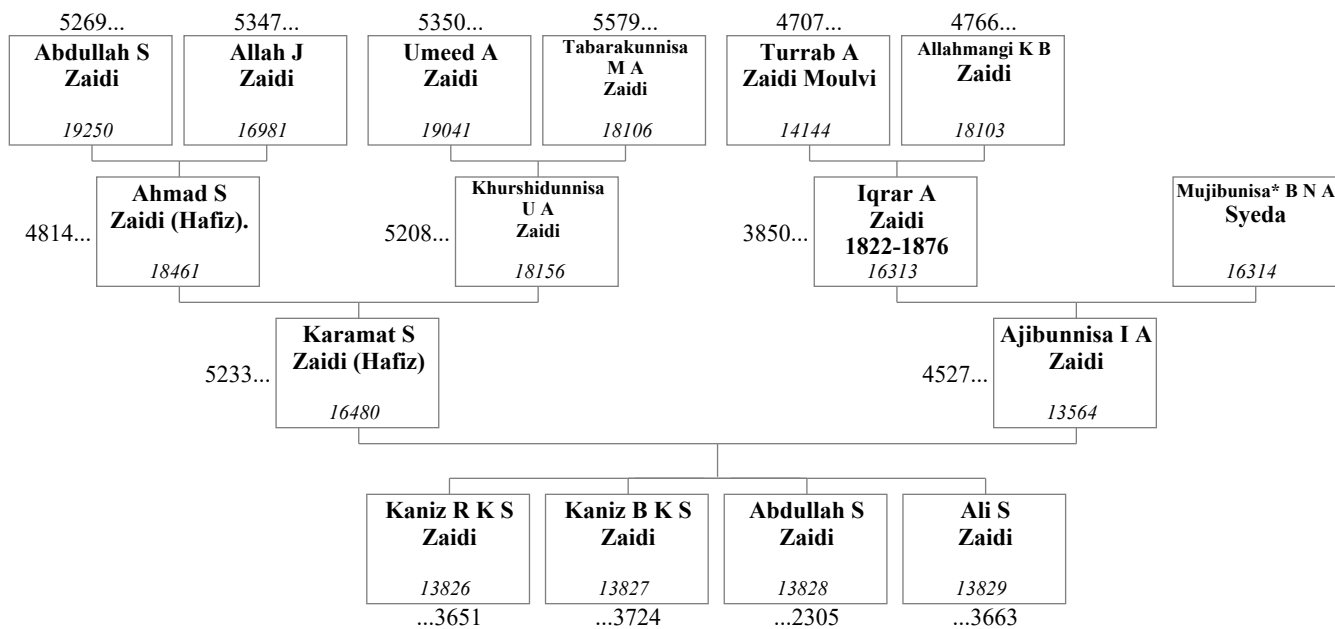 5269...
5347...
5350...
5579...
4707...
4766...
Abdullah S
Zaidi
19250
Allah J
Zaidi
16981
Umeed A
Zaidi
19041
Tabarakunnisa
M A
Zaidi
18106
Turrab A
Zaidi Moulvi
14144
Allahmangi K B
Zaidi
18103
4814...
Ahmad S
Zaidi (Hafiz).
18461
5208...
Khurshidunnisa
U A
Zaidi
18156
3850...
Iqrar A
Zaidi
1822-1876
16313
Mujibunisa* B N A
Syeda
16314
5233...
Karamat S
Zaidi (Hafiz)
16480
4527...
Ajibunnisa I A
Zaidi
13564
Kaniz R K S
Zaidi
13826
...3651
Kaniz B K S
Zaidi
13827
...3724
Abdullah S
Zaidi
13828
...2305
Ali S
Zaidi
13829
...3663